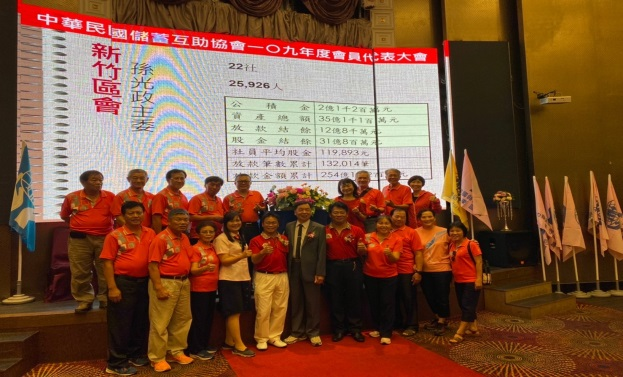 中華民國儲蓄互助協會一〇九年度會員代表大會
新竹區會
孫光政主委
22社
25,926人
公積金 2億1千2百萬元
資產總額 35億1千1百萬元
放款結餘 12億8千萬元
股金結餘 31億8百萬元
社員平均股金 119,893元
放款筆數累計 132,014筆
款金額累計 254億